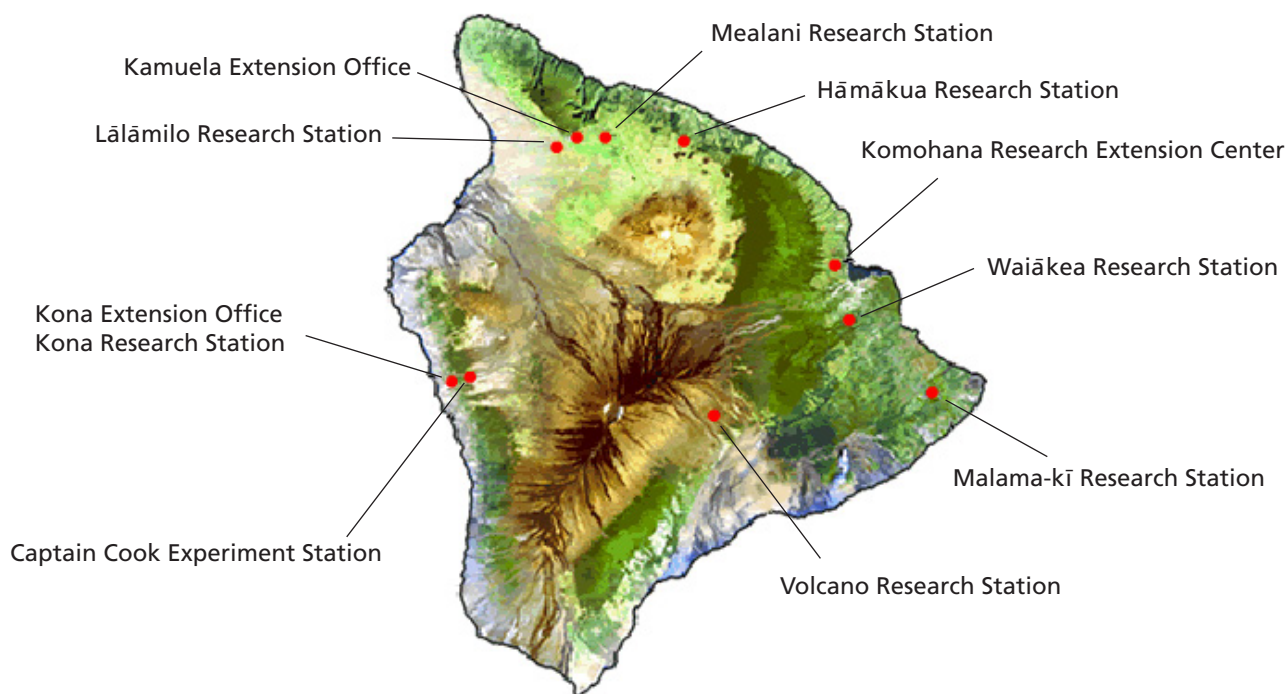 Mealani Research Station
Kamuela Extension Office
Hāmākua Research Station
Lālāmilo Research Station
Komohana Research Extension Center
Waiākea Research Station
Kona Extension Office
Kona Research Station
Malama-kī Research Station
Captain Cook Experiment Station
Volcano Research Station